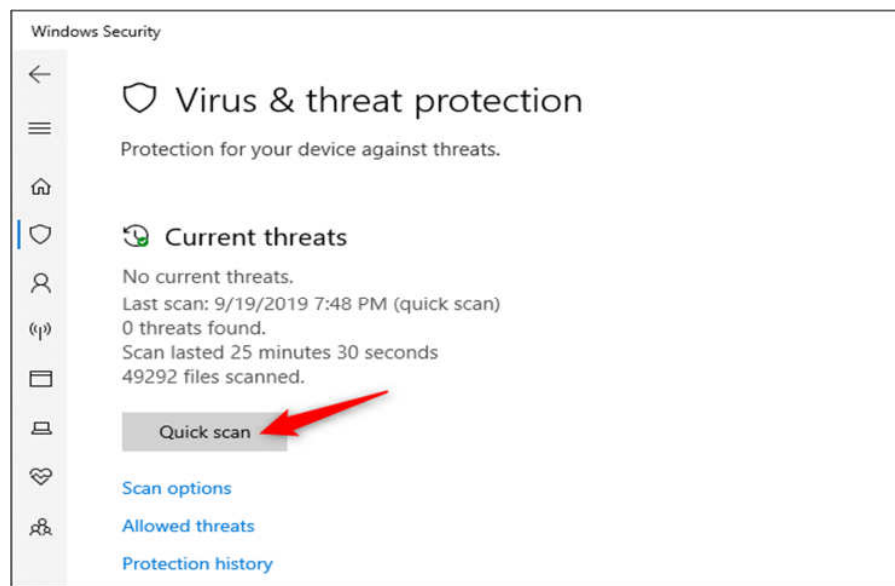 Windows Security
Virus & threat protection
Protection for your device against threats.
Current threats
No current threats.
Last scan: 9/19/2019 7:48 PM (quick scan)
0 threats found.
Scan lasted 25 minutes 30 seconds
49292 files scanned.
Quick scan
Scan options
Allowed threats
Protection history